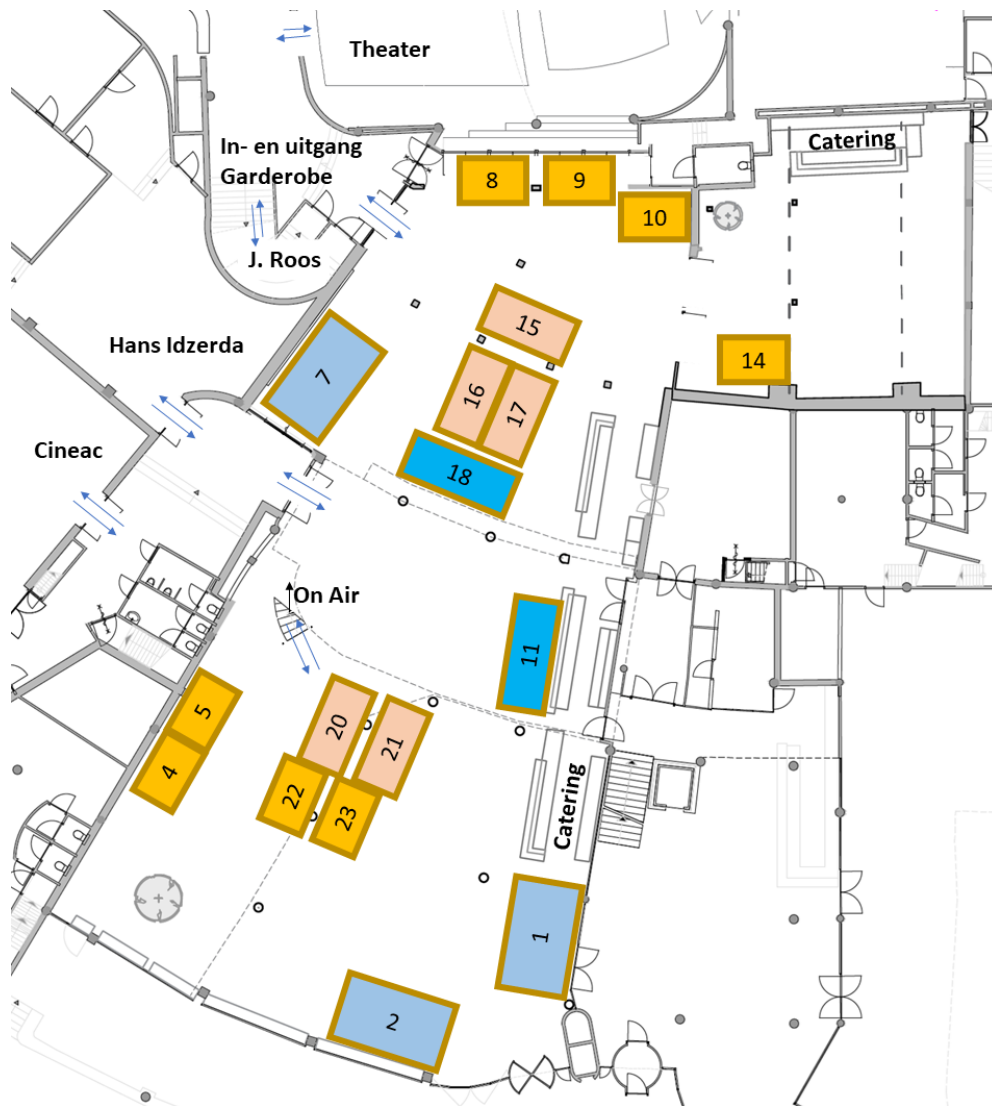 Theater
In- en uitgang
Garderobe
J. Roos
Catering
8
9
10
Hans Idzerda
15
7
14
16
17
Cineac
18
On Air
11
5
4
20
21
22
23
Catering
1
2